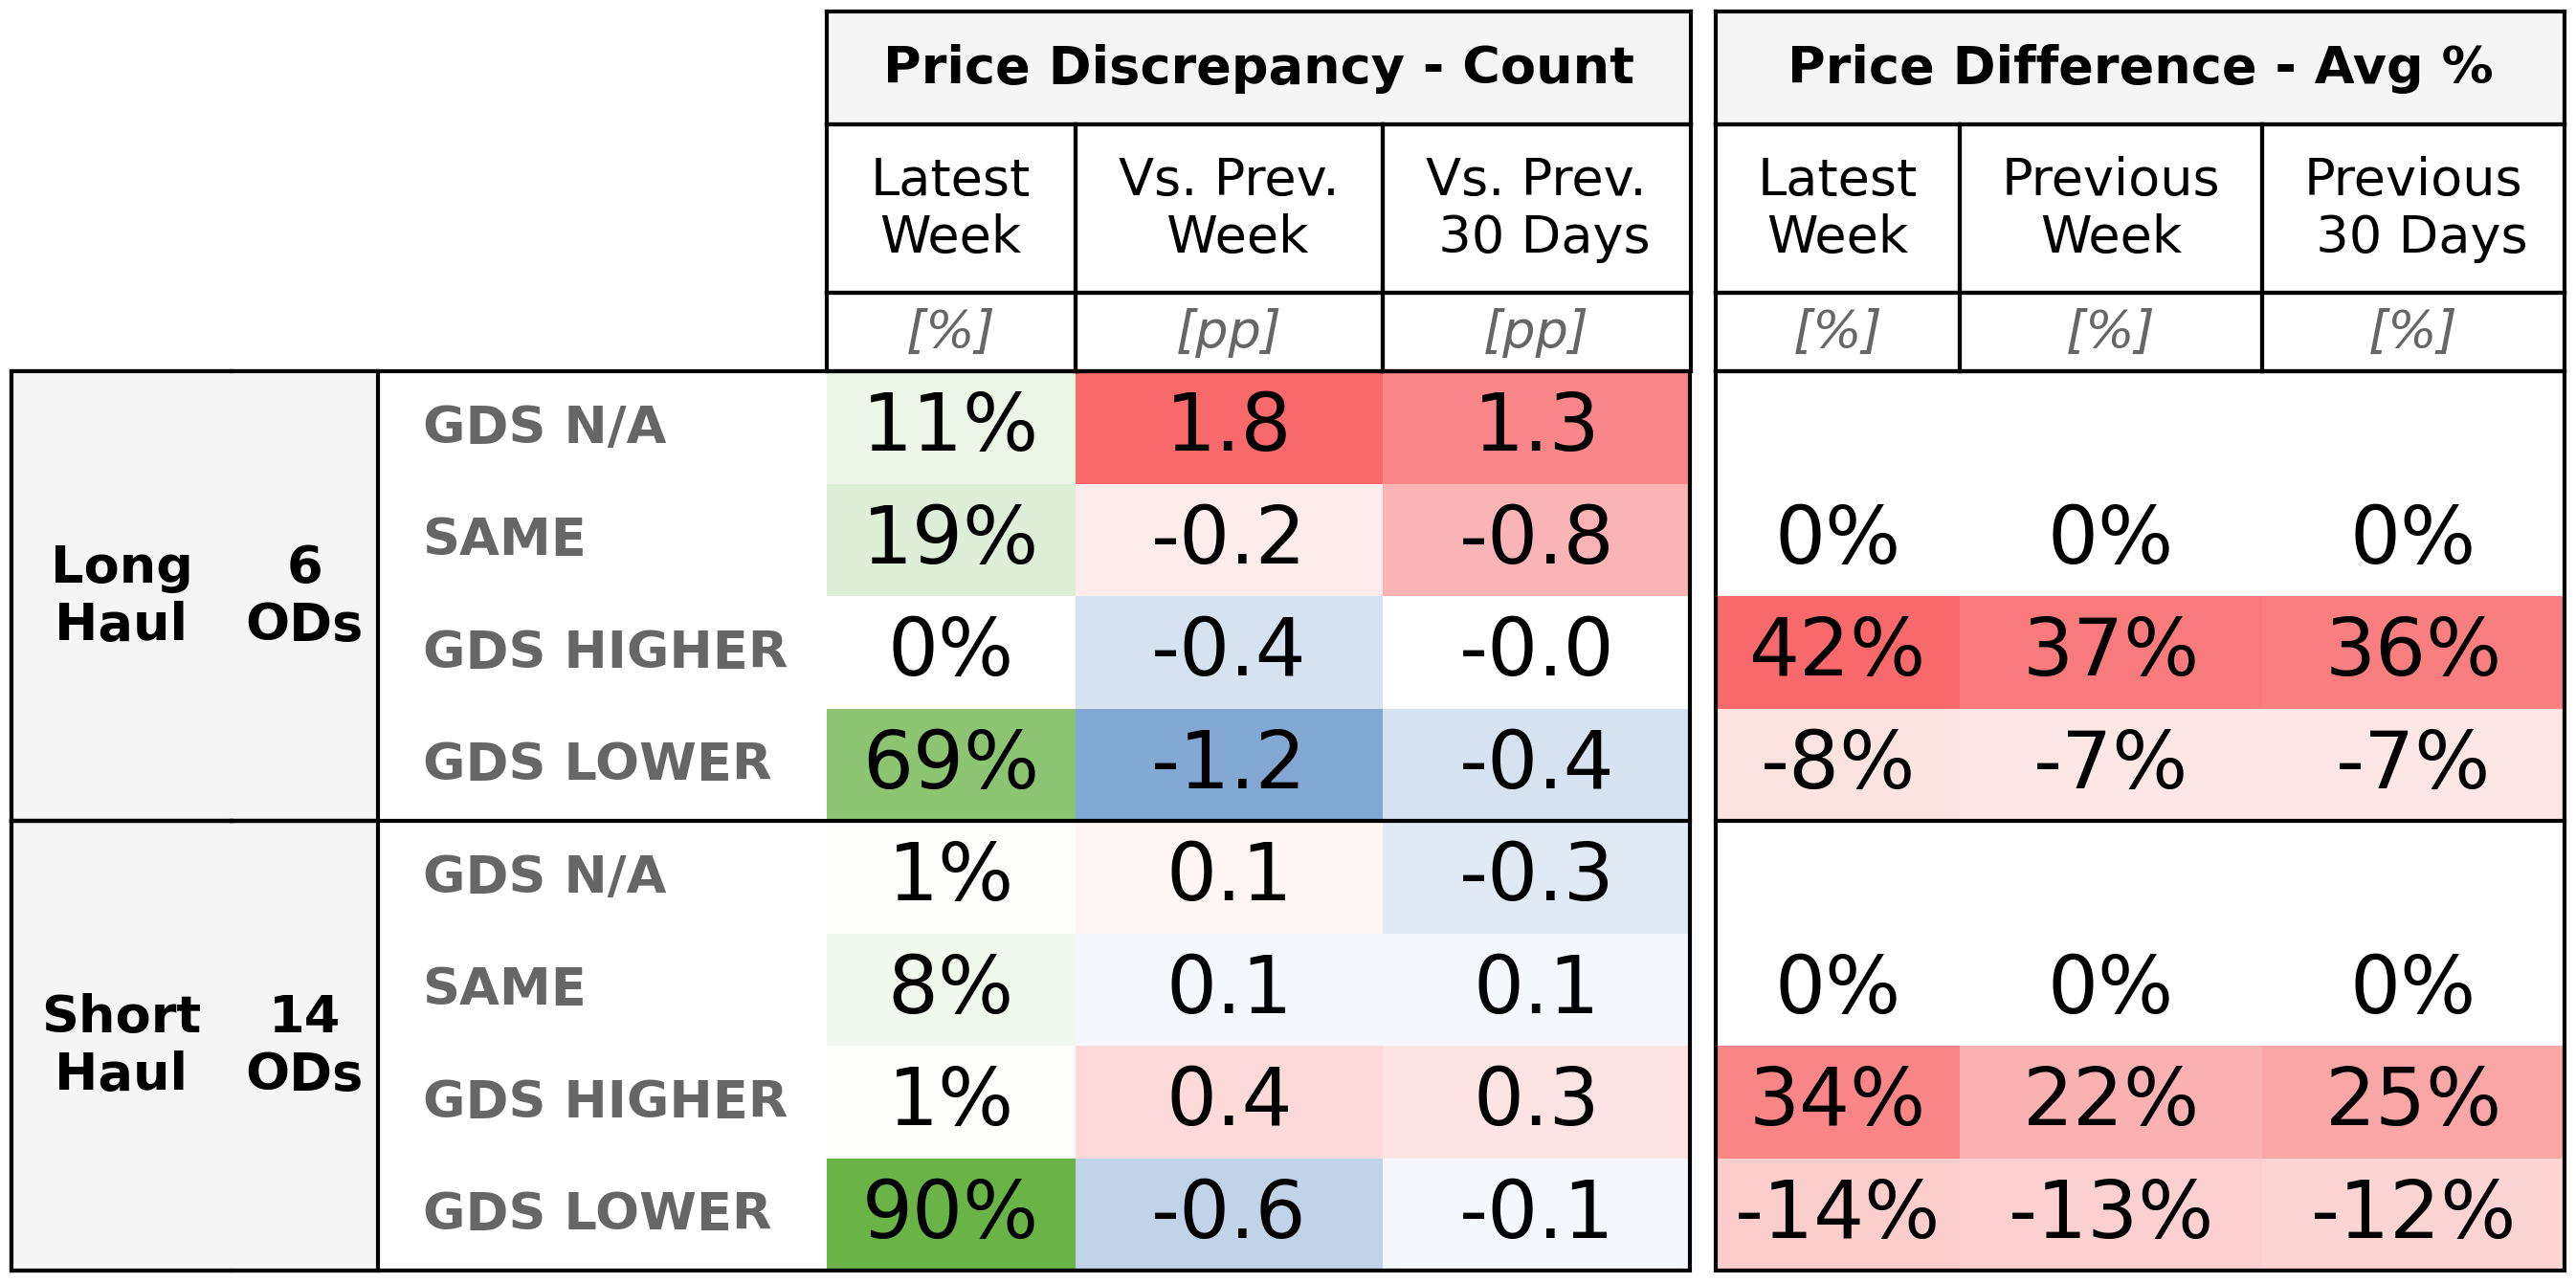 Price Discrepancy - Count Price Difference - Avg %
Latest Week Vs. Prev. Week Vs. Prev. 30 Days Latest Week Previous Week Previous 30 Days
[%] [pp] [pp] [%] [%] [%]
Long Haul 6 ODs
GDS N/A 11% 1.8 1.3
SAME 19% -0.2 -0.8 0% 0% 0%
GDS HIGHER 0% -0.4 -0.0 42% 37% 36%
GDS LOWER 69% -1.2 -0.4 -8% -7% -7%
Short Haul 14 ODs
GDS N/A 1% 0.1 -0.3
SAME 8% 0.1 0.1 0% 0% 0%
GDS HIGHER 1% 0.4 0.3 34% 22% 25%
GDS LOWER 90% -0.6 -0.1 -14% -13% -12%